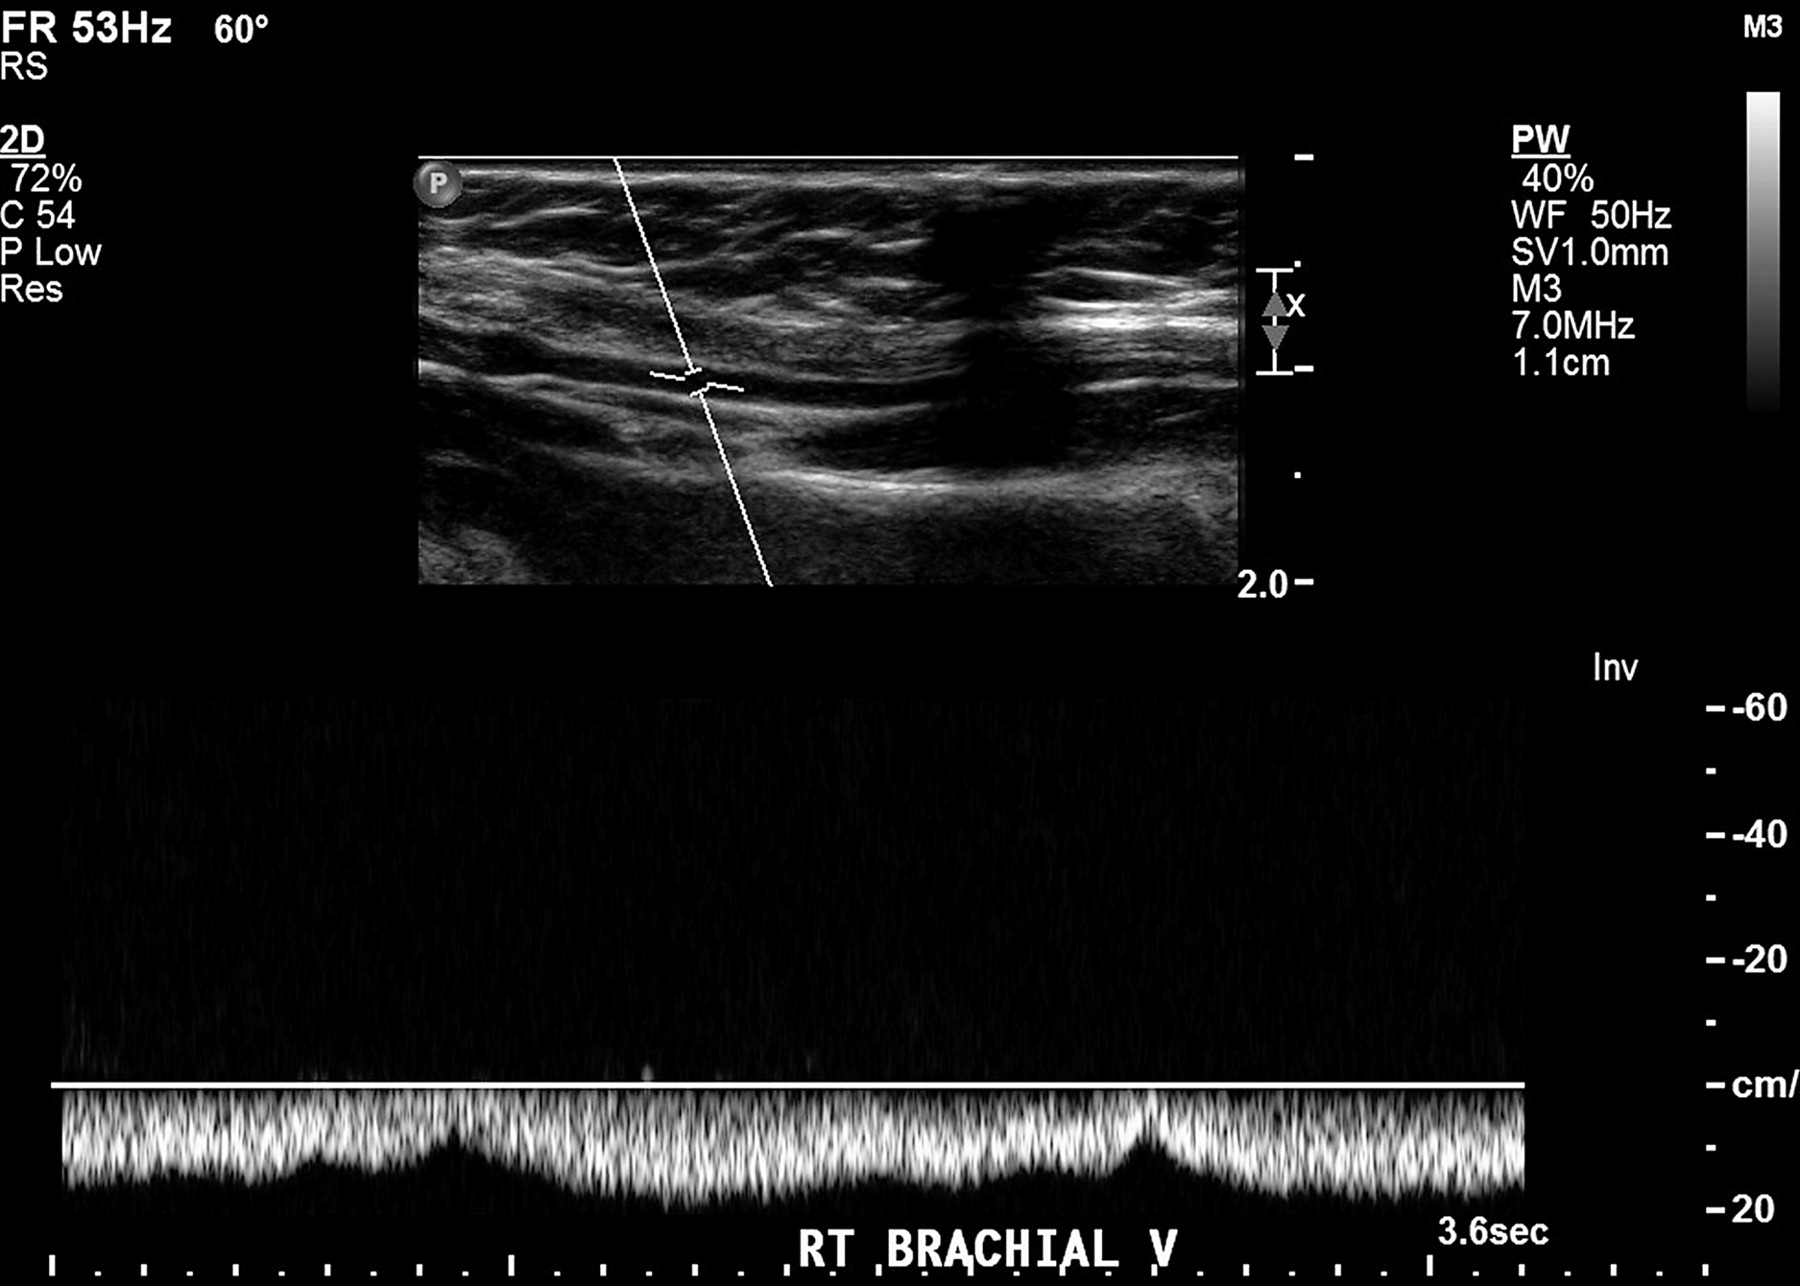 FR 53Hz 60°
RS
2D
72%
C 54
P Low
Res
M3
P
X
2.0
PW
40%
WF 50Hz
SV1.0mm
M3
7.0MHz
1.1cm
Inv
-60
-40
-20
cm/
20
3.6sec
RT BRACHIAL V